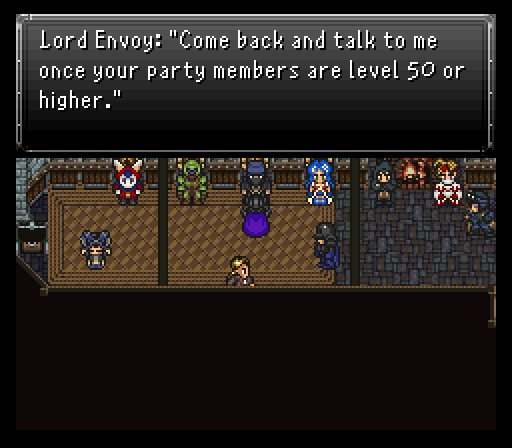 Lord Envoy: "Come back and talk to me
once your party members are level 50 or
higher."